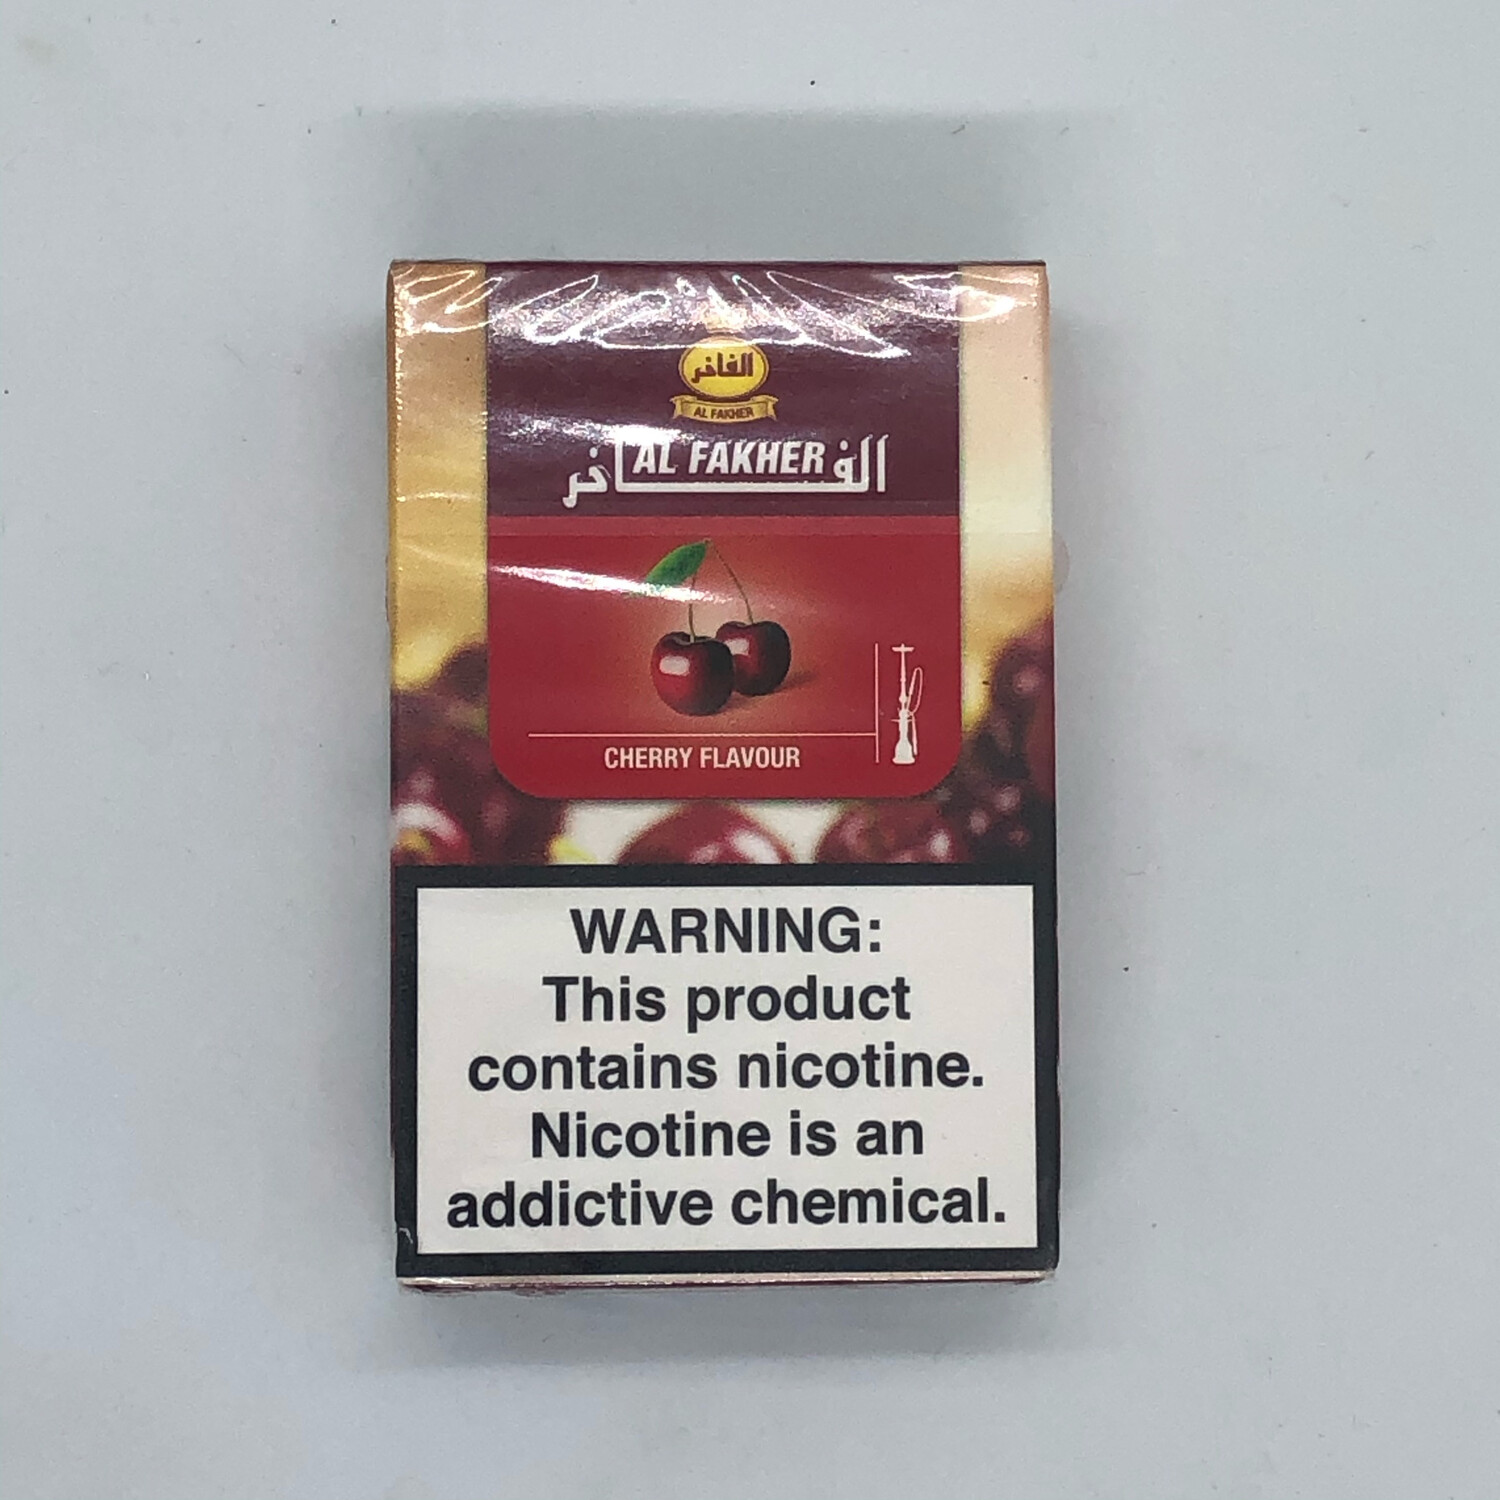 الفاخر
AL FAKHER
AL FAKHER
الفاخر
CHERRY FLAVOUR
WARNING:
This product
contains nicotine.
Nicotine is an
addictive chemical.